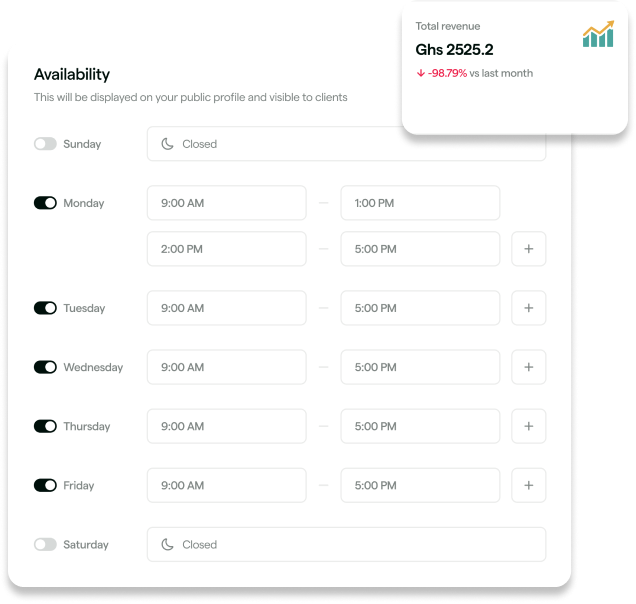 Total revenue
Ghs 2525.2
-98.79% vs last month
Availability
This will be displayed on your public profile and visible to clients
Sunday Closed
Monday 9:00 AM – 1:00 PM
2:00 PM – 5:00 PM +
Tuesday 9:00 AM – 5:00 PM +
Wednesday 9:00 AM – 5:00 PM +
Thursday 9:00 AM – 5:00 PM +
Friday 9:00 AM – 5:00 PM +
Saturday Closed